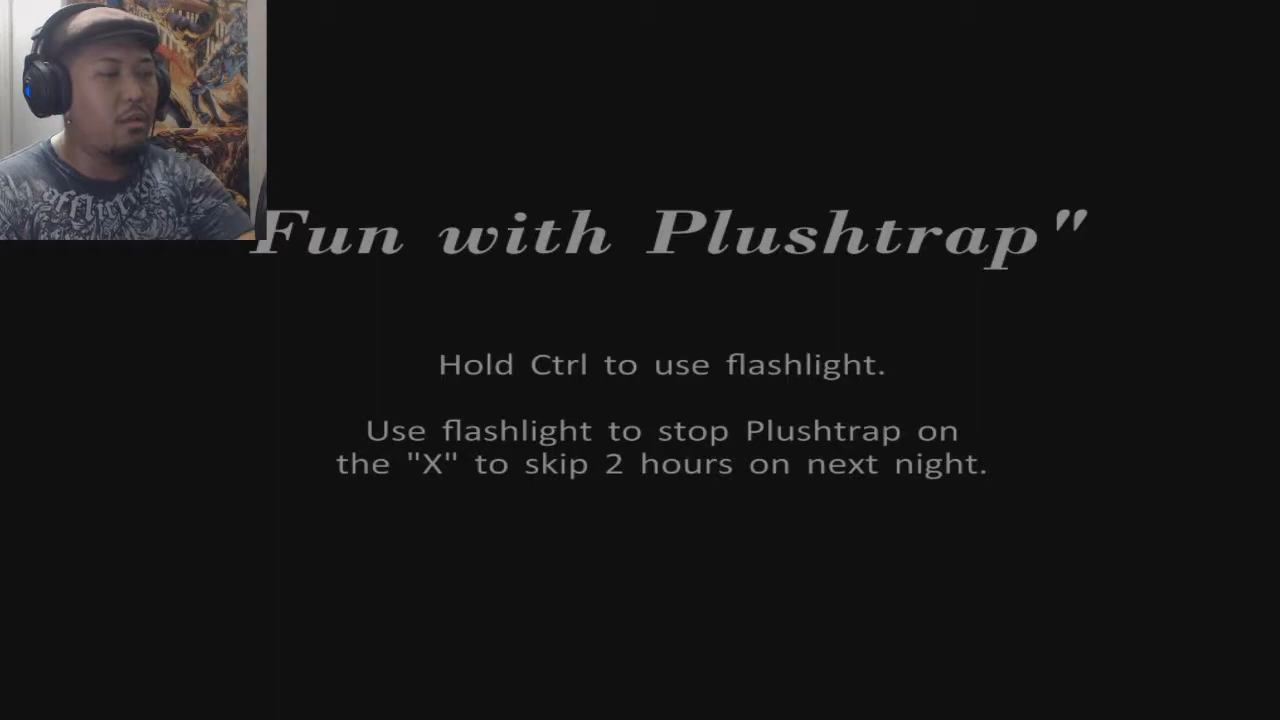 affliction
Fun with Plushtrap"
Hold Ctrl to use flashlight.
Use flashlight to stop Plushtrap on
the "X" to skip 2 hours on next night.